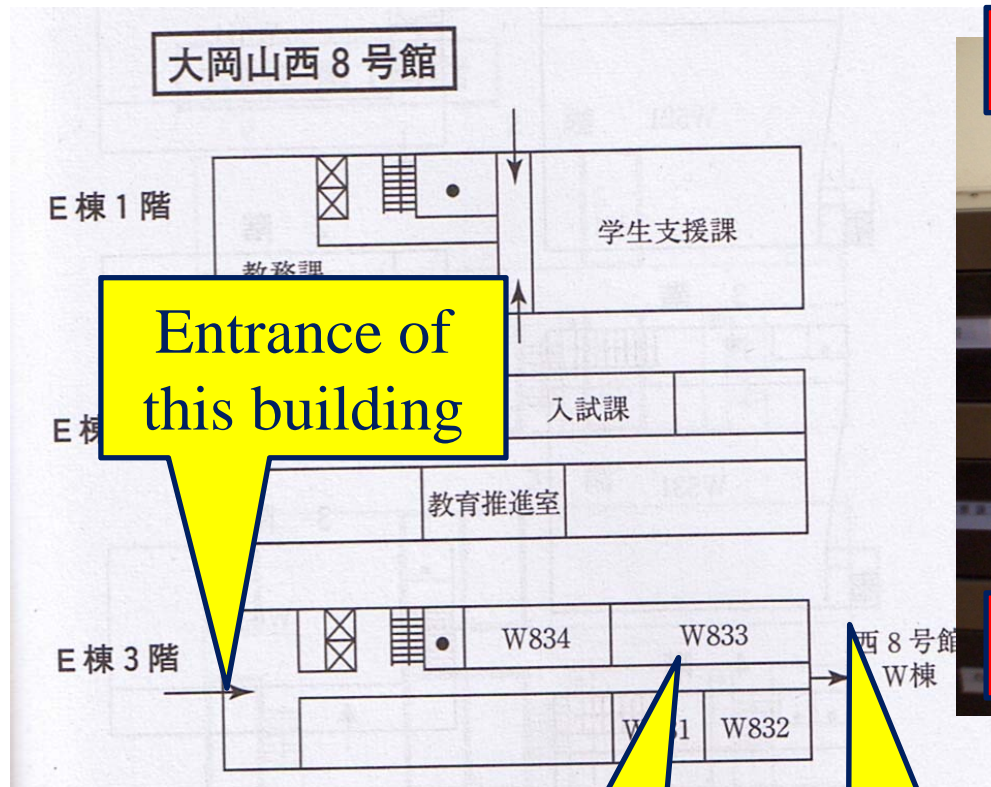 大岡山西8号館
E棟1階
学生支援課
教務課
Entrance of
this building
入試課
E棟
教育推進室
E棟3階
W834
W833
西8号館
W棟
W832